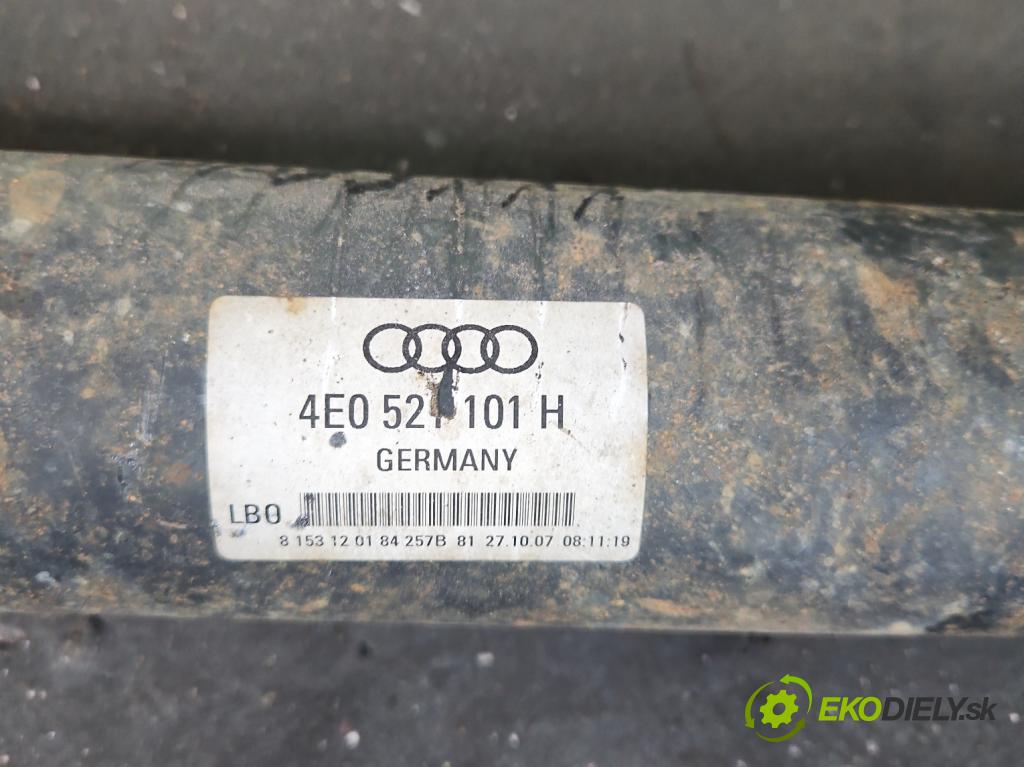 4E0 521 101 H
GERMANY
LB0
8 153 12 01 84 257B 81 27.10.07 08:11:19
EKODIELY.sk